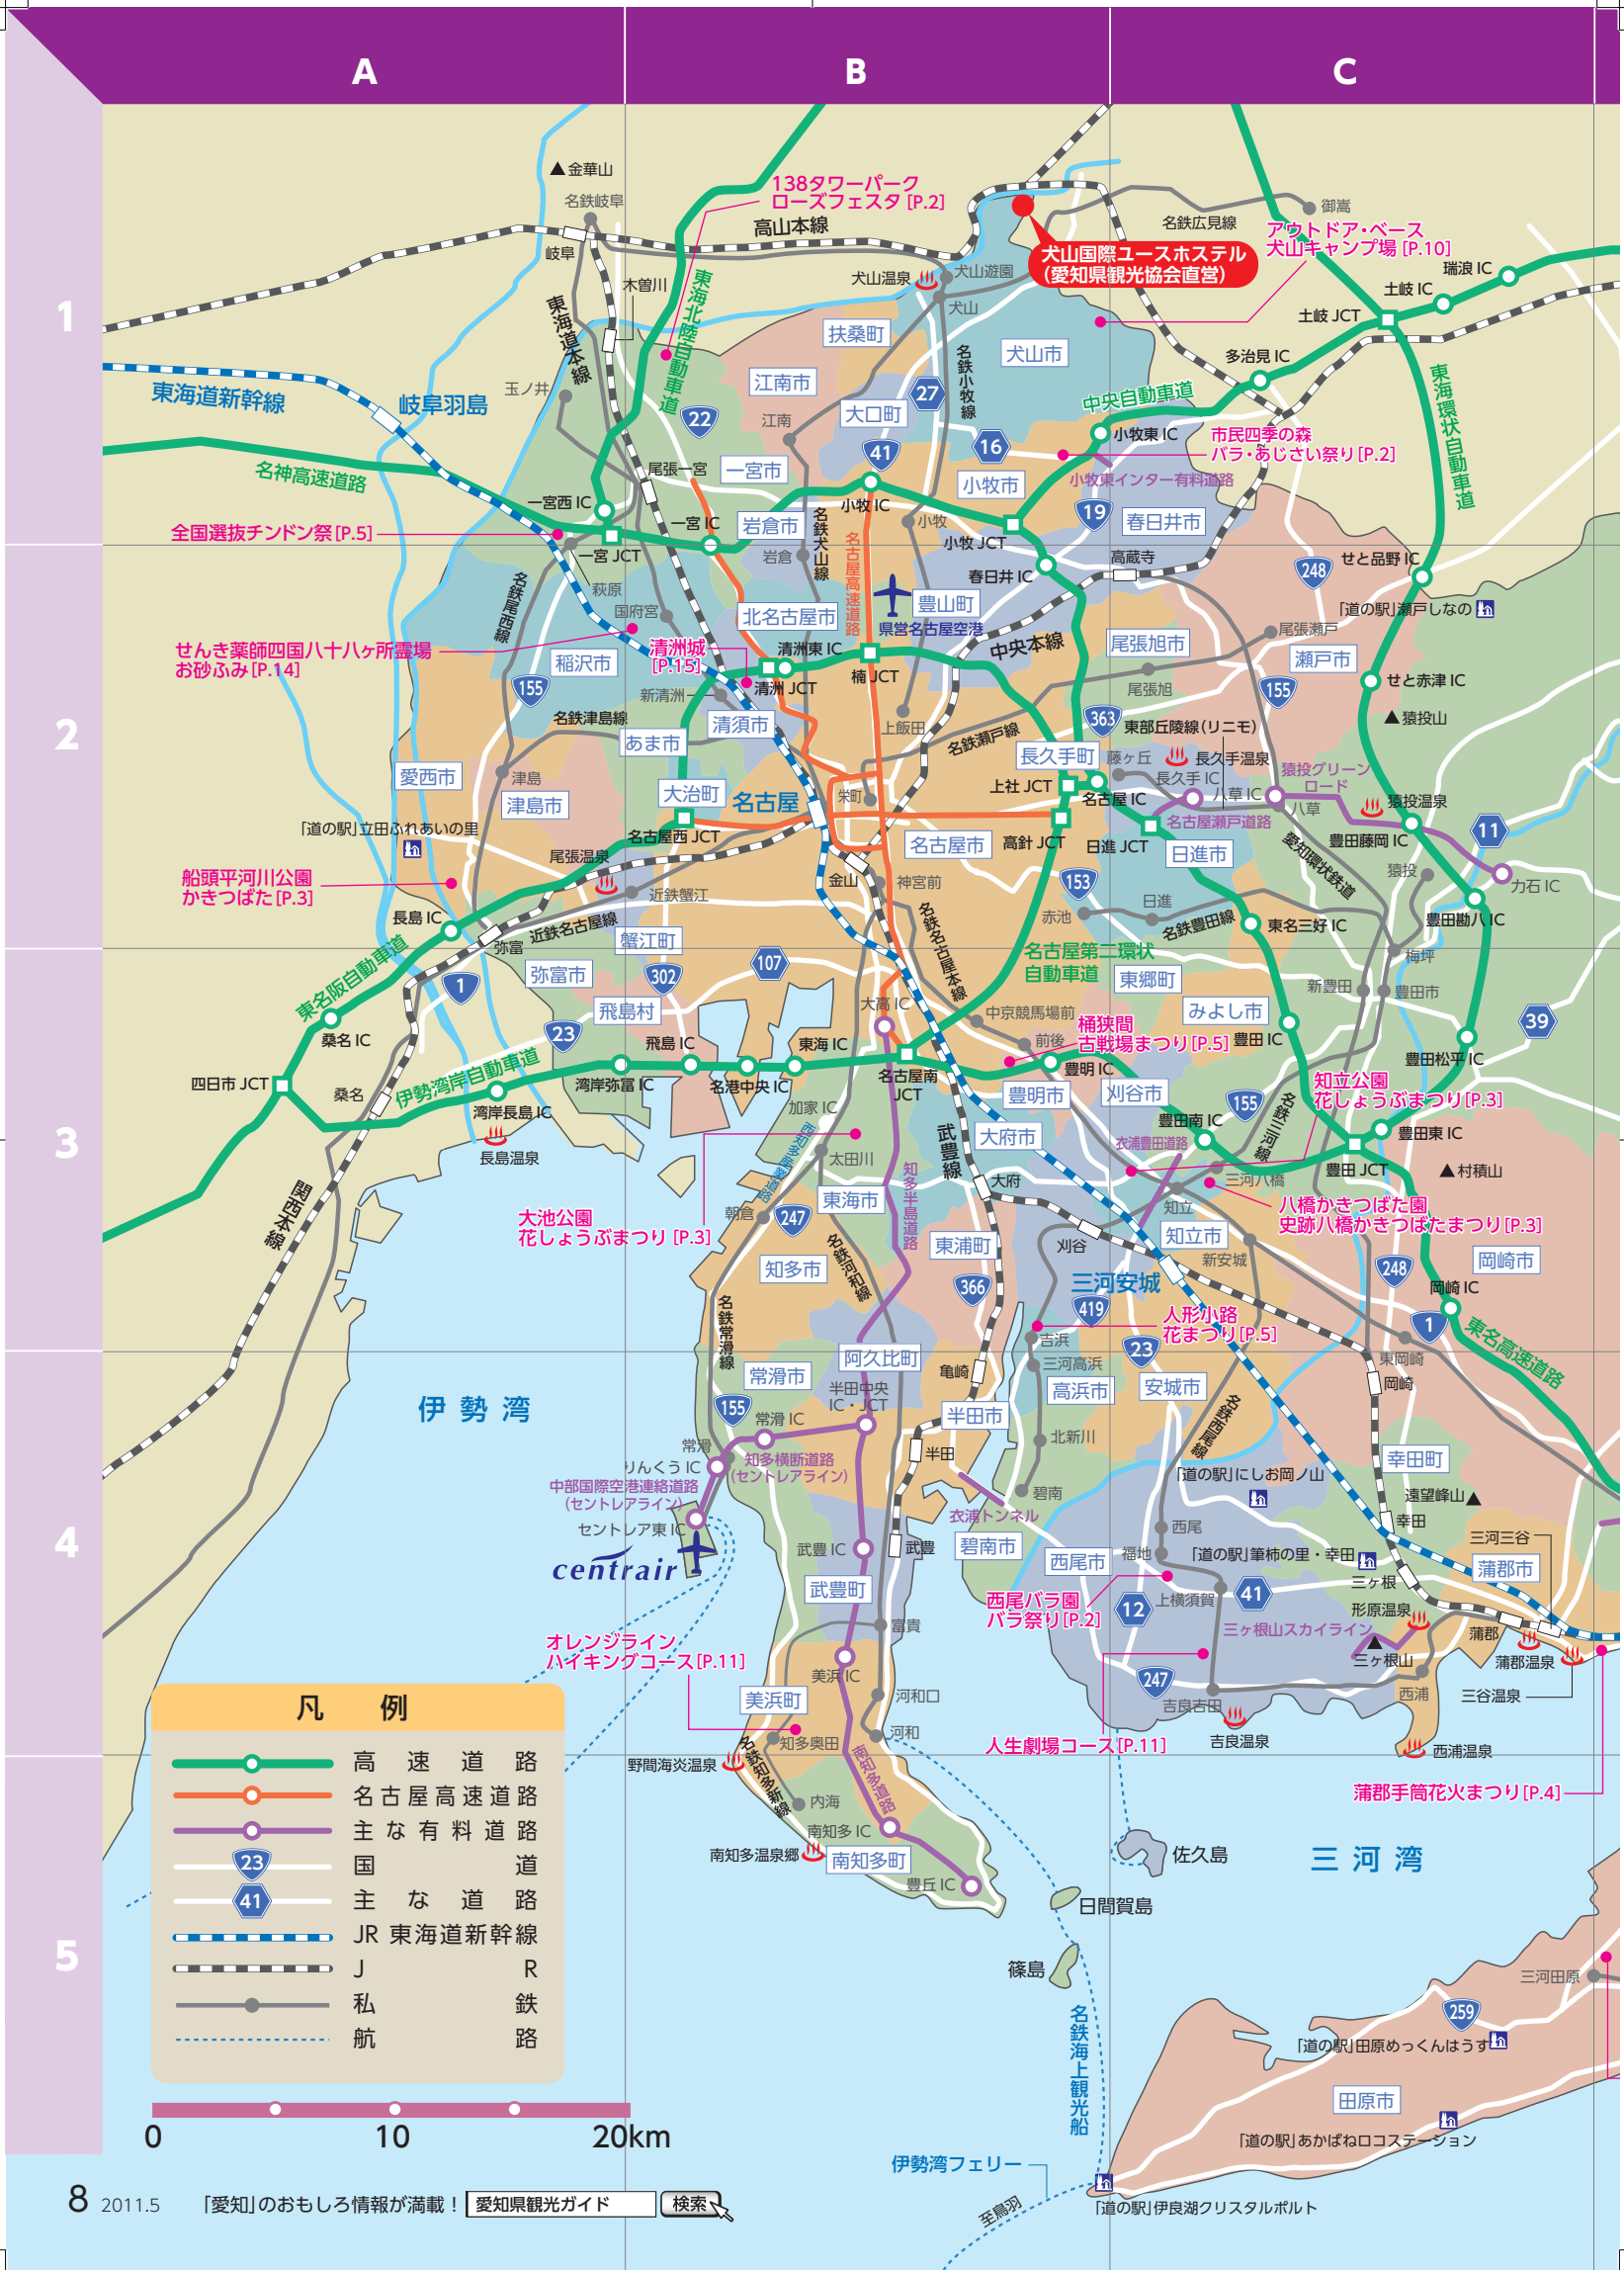 A
B
C
1
▲金華山
138タワーパーク
ローズフェスタ[P.2]
名鉄岐阜
高山本線
名鉄広見線
御嵩
アウトドア・ベース
犬山キャンプ場[P.10]
岐阜
犬山国際ユースホステル
(愛知県観光協会直営)
犬山温泉
犬山遊園
犬山
瑞浪 IC
土岐 IC
土岐 JCT
木曽川
東海道本線
東海北陸自動車道
扶桑町
犬山市
多治見 IC
東海道新幹線
岐阜羽島
玉ノ井
江南市
名鉄小牧線
27
中央自動車道
東海環状自動車道
22
大口町
江南
41
16
小牧東 IC
市民四季の森
バラ・あじさい祭り[P.2]
名神高速道路
尾張一宮
一宮市
小牧市
小牧東インター有料道路
一宮西 IC
小牧 IC
19
春日井市
全国選抜チンドン祭[P.5]
一宮 IC
岩倉市
名鉄犬山線
小牧
小牧 JCT
2
一宮 JCT
岩倉
名古屋高速道路
高蔵寺
248
せと品野 IC
春日井 IC
萩原
名鉄尾西線
国府宮
北名古屋市
豊山町
県営名古屋空港
「道の駅」瀬戸しなの
せんき薬師四国八十八ヶ所霊場
お砂ふみ[P.14]
清洲城
[P.15]
清洲東 IC
中央本線
尾張旭市
尾張瀬戸
瀬戸市
稲沢市
清洲 JCT
楠 JCT
尾張旭
155
せと赤津 IC
155
新清洲
名鉄津島線
清須市
上飯田
名鉄瀬戸線
363
東部丘陵線(リニモ)
▲猿投山
あま市
長久手町
藤ヶ丘
長久手温泉
愛西市
津島
津島市
大治町
名古屋
栄町
上社 JCT
名古屋 IC
長久手 IC
八草 IC
八草
猿投グリーン
ロード
猿投温泉
「道の駅」立田ふれあいの里
名古屋西 JCT
名古屋市
高針 JCT
日進 JCT
名古屋瀬戸道路
日進市
豊田藤岡 IC
11
尾張温泉
金山
神宮前
153
愛知環状鉄道
猿投
力石 IC
船頭平河川公園
かきつばた[P.3]
近鉄蟹江
赤池
日進
名鉄豊田線
東名三好 IC
豊田勘八 IC
長島 IC
弥富
近鉄名古屋線
蟹江町
名鉄名古屋本線
3
東名阪自動車道
弥富市
302
107
名古屋第二環状
自動車道
東郷町
梅坪
1
飛島村
大高 IC
中京競馬場前
みよし市
新豊田
豊田市
39
桑名 IC
23
前後
桶狭間
古戦場まつり[P.5]
豊田 IC
豊田松平 IC
四日市 JCT
桑名
伊勢湾岸自動車道
湾岸弥富 IC
飛島 IC
名港中央 IC
東海 IC
名古屋南
JCT
豊明 IC
湾岸長島 IC
長島温泉
加家 IC
豊明市
刈谷市
155
知立公園
花しょうぶまつり[P.3]
西知多産業道路
太田川
武豊線
大府市
豊田南 IC
衣浦豊田道路
名鉄三河線
豊田東 IC
豊田 JCT
▲村積山
関西本線
知多半島道路
大府
三河八橋
大池公園
花しょうぶまつり [P.3]
朝倉
247
東海市
知立
八橋かきつばた園
史跡八橋かきつばたまつり[P.3]
名鉄河和線
東浦町
刈谷
知立市
新安城
知多市
366
三河安城
248
岡崎市
岡崎 IC
名鉄常滑線
419
人形小路
花まつり[P.5]
1
東名高速道路
吉浜
4
常滑市
阿久比町
亀崎
三河高浜
23
東岡崎
岡崎
伊 勢 湾
155
常滑 IC
半田中央
IC・JCT
半田市
高浜市
安城市
常滑
りんくう IC
知多横断道路
(セントレアライン)
半田
北新川
名鉄西尾線
幸田町
中部国際空港連絡道路
(セントレアライン)
碧南
「道の駅」にしお岡ノ山
遠望峰山▲
セントレア東 IC
衣浦トンネル
西尾
幸田
三河三谷
centrair
武豊 IC
武豊
碧南市
西尾市
福地
「道の駅」筆柿の里・幸田
蒲郡市
武豊町
西尾バラ園
バラ祭り[P.2]
12
上横須賀
41
三ヶ根
形原温泉
オレンジライン
ハイキングコース[P.11]
富貴
三ヶ根山スカイライン
三ヶ根山
蒲郡
蒲郡温泉
美浜 IC
美浜町
河和口
247
吉良吉田
西浦
三谷温泉
知多奥田
河和
人生劇場コース[P.11]
吉良温泉
5
野間海炎温泉
名鉄知多新線
南知多道路
西浦温泉
内海
南知多 IC
蒲郡手筒花火まつり[P.4]
南知多温泉郷
南知多町
豊丘 IC
佐久島
三 河 湾
日間賀島
篠島
三河田原
名鉄海上観光船
259
「道の駅」田原めっくんはうす
田原市
「道の駅」あかばねロコステーション
伊勢湾フェリー
至鳥羽
「道の駅」伊良湖クリスタルポルト
凡 例
高速道路
名古屋高速道路
主な有料道路
23 国道
41 主な道路
JR 東海道新幹線
JR
私鉄
航路
0 10 20km
8 2011.5 「愛知」のおもしろ情報が満載！ 愛知県観光ガイド 検索